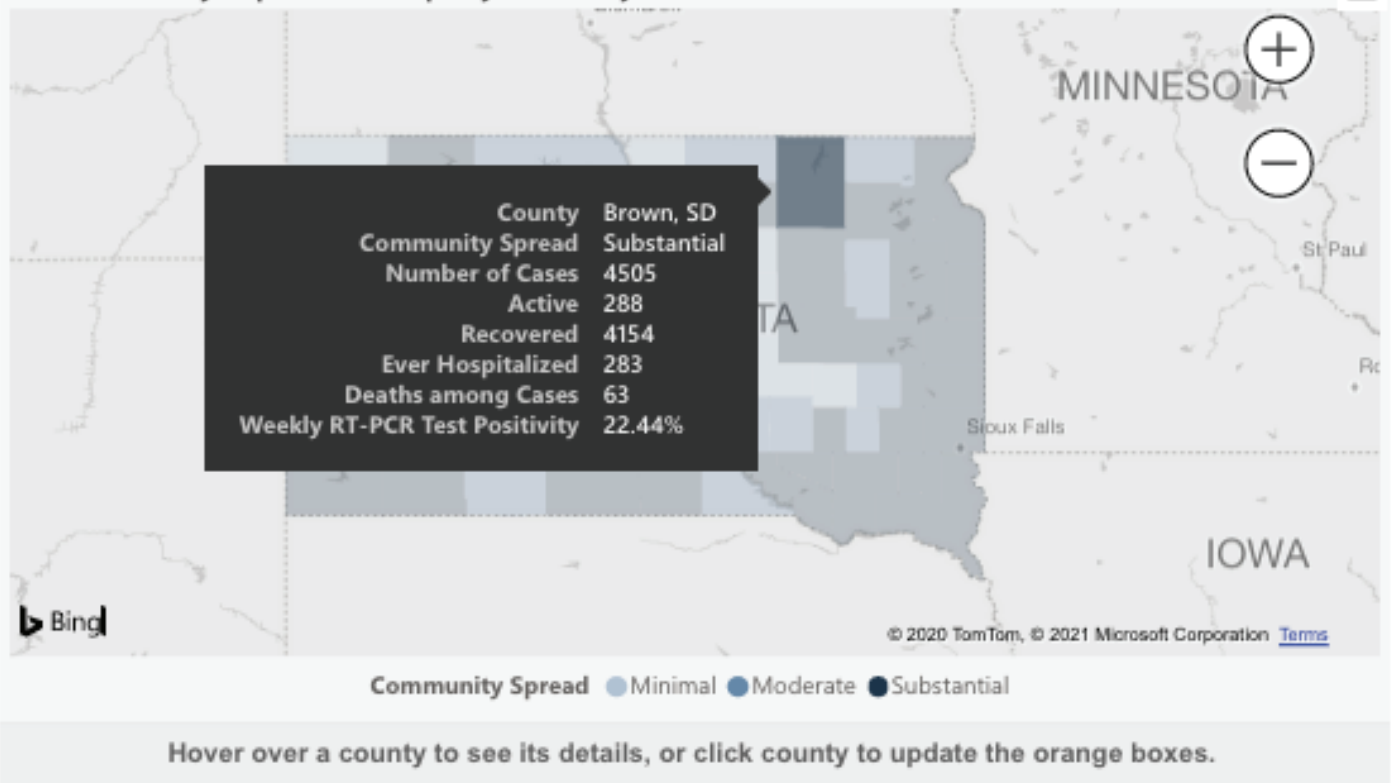 MINNESOTA
County Brown, SD
Community Spread Substantial
Number of Cases 4505
Active 288
Recovered 4154
Ever Hospitalized 283
Deaths among Cases 63
Weekly RT-PCR Test Positivity 22.44%
St Paul
TA
Sioux Falls
IOWA
Bing
© 2020 TomTom, © 2021 Microsoft Corporation Terms
Community Spread Minimal Moderate Substantial
Hover over a county to see its details, or click county to update the orange boxes.